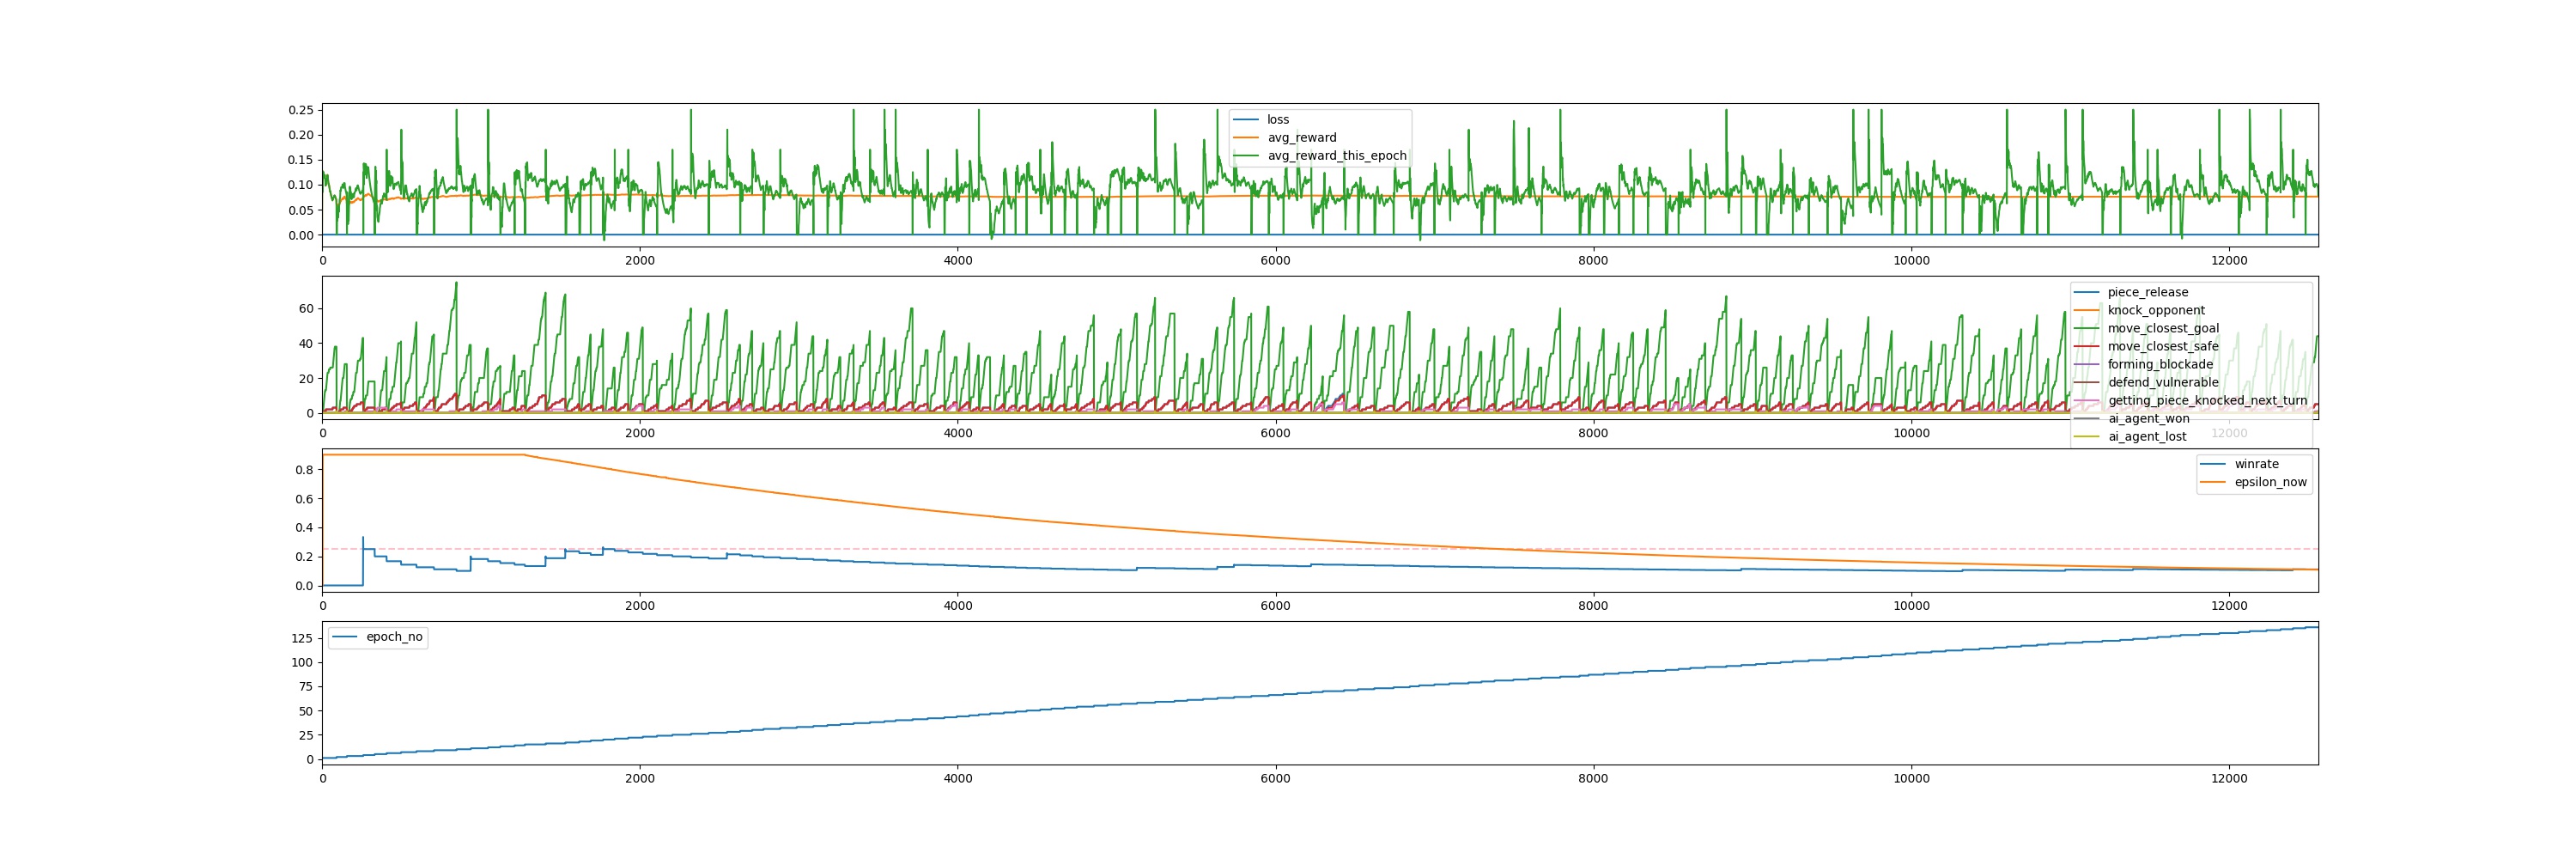 0.25
0.20
0.15
0.10
0.05
0.00
loss
avg_reward
avg_reward_this_epoch
0 2000 4000 6000 8000 10000 12000
60
40
20
0
piece_release
knock_opponent
move_closest_goal
move_closest_safe
forming_blockade
defend_vulnerable
getting_piece_knocked_next_turn
ai_agent_won
ai_agent_lost
0 2000 4000 6000 8000 10000 12000
0.8
0.6
0.4
0.2
0.0
winrate
epsilon_now
0 2000 4000 6000 8000 10000 12000
125
100
75
50
25
0
epoch_no
0 2000 4000 6000 8000 10000 12000